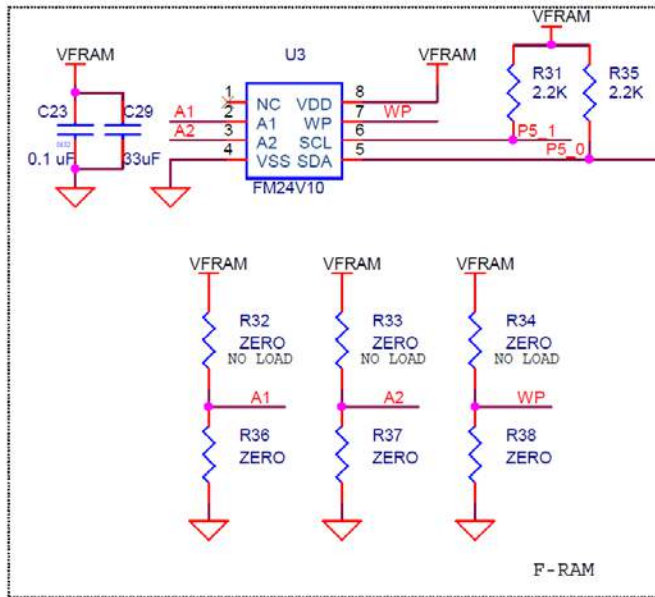 VFRAM
C23
C29
0.1 uF
33uF
U3
VFRAM
1
NC
VDD
8
A1
2
A1
WP
7
WP
A2
3
A2
SCL
6
P5_1
4
VSS
SDA
5
P5_0
FM24V10
VFRAM
R31
2.2K
R35
2.2K
VFRAM
VFRAM
VFRAM
R32
ZERO
NO LOAD
R33
ZERO
NO LOAD
R34
ZERO
NO LOAD
A1
A2
WP
R36
ZERO
R37
ZERO
R38
ZERO
F-RAM